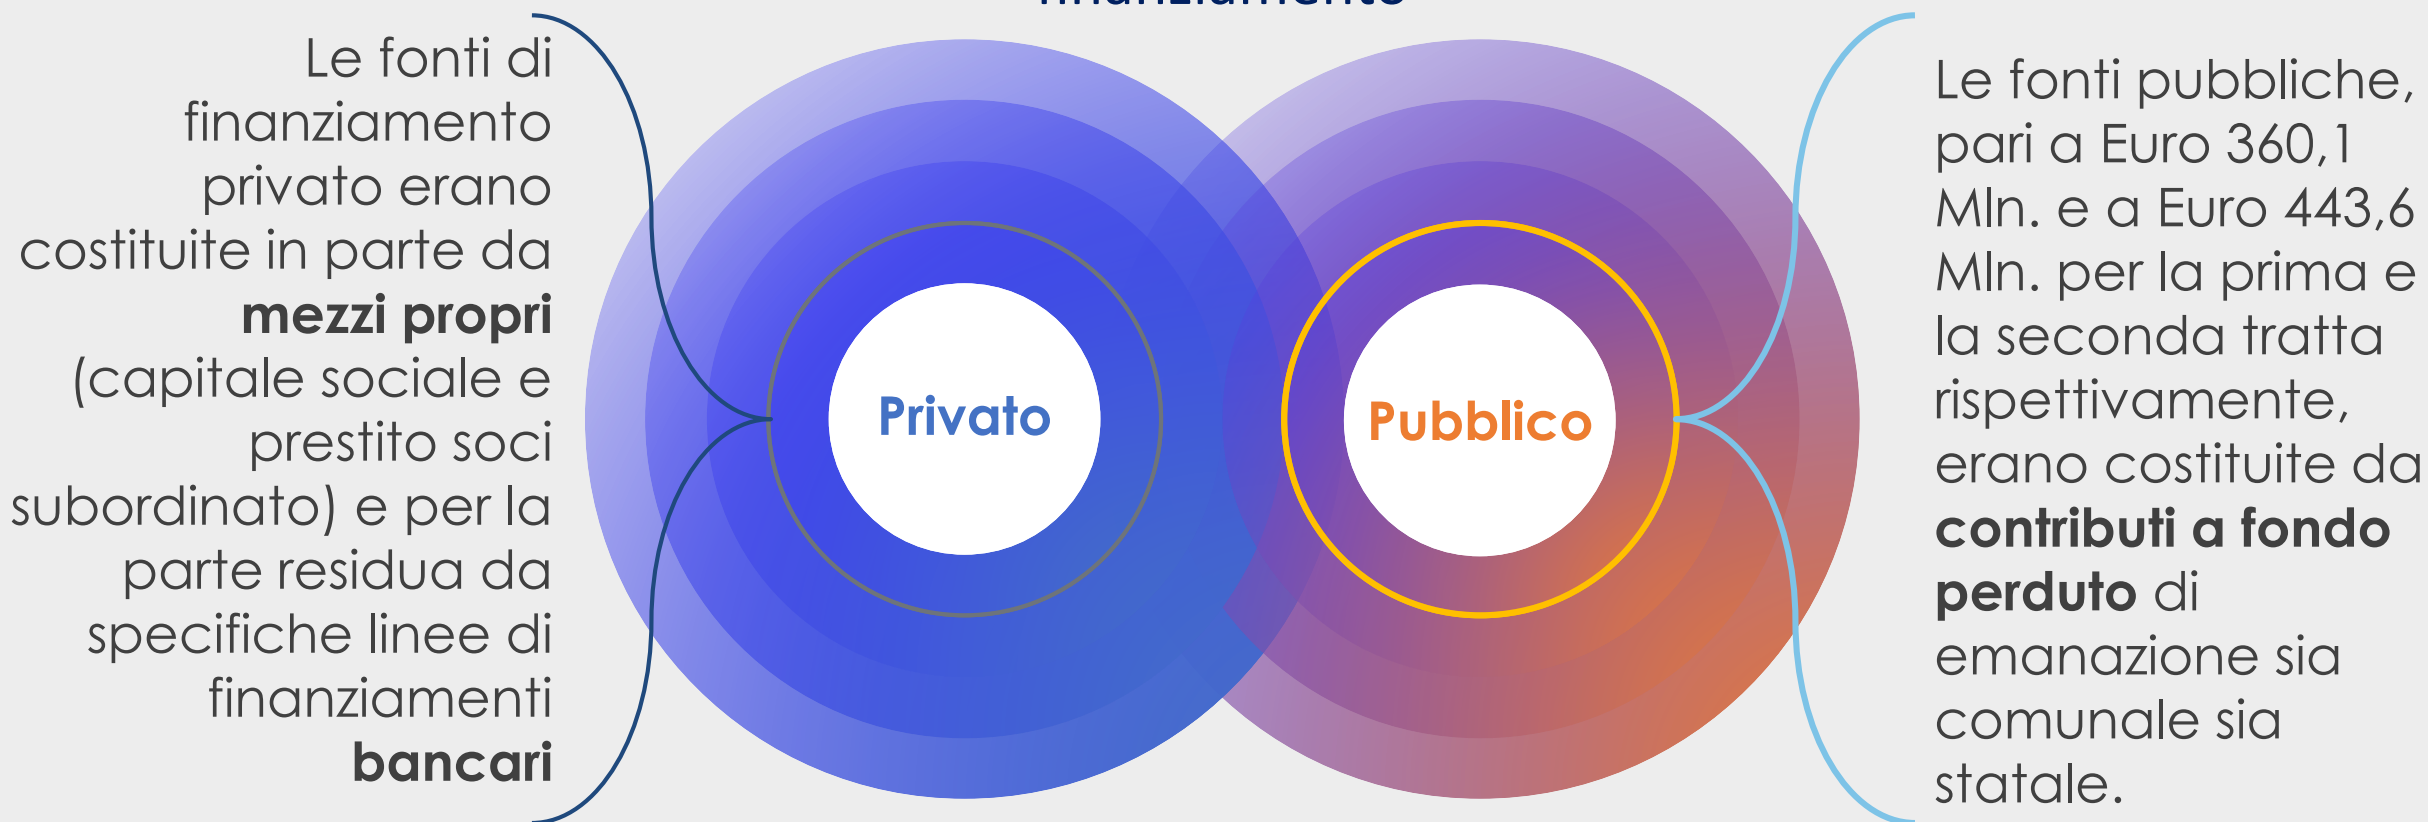 finanziamento
Le fonti di
finanziamento
privato erano
costituite in parte da
mezzi propri
(capitale sociale e
prestito soci
subordinato) e per la
parte residua da
specifiche linee di
finanziamenti
bancari
Privato
Pubblico
Le fonti pubbliche,
pari a Euro 360,1
Mln. e a Euro 443,6
Mln. per la prima e
la seconda tratta
rispettivamente,
erano costituite da
contributi a fondo
perduto di
emanazione sia
comunale sia
statale.